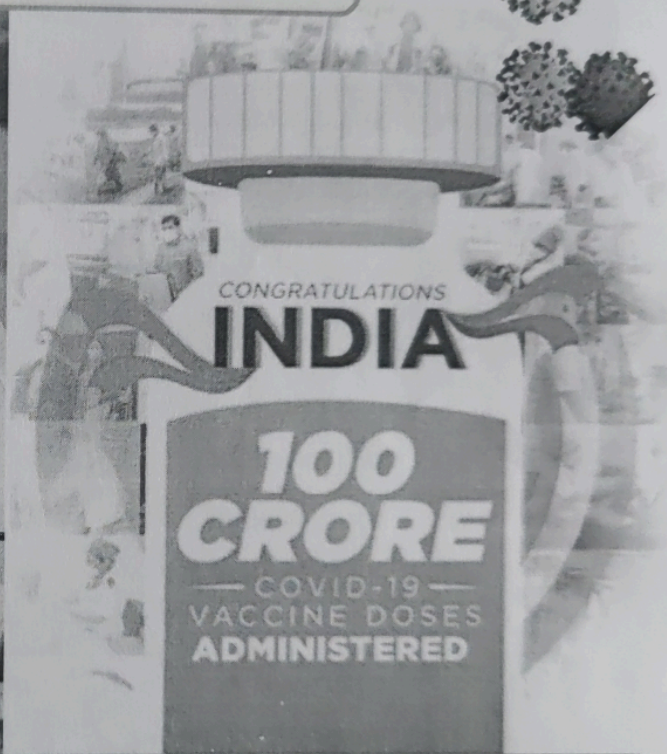 CONGRATULATIONS
INDIA
100
CRORE
COVID-19
VACCINE DOSES
ADMINISTERED